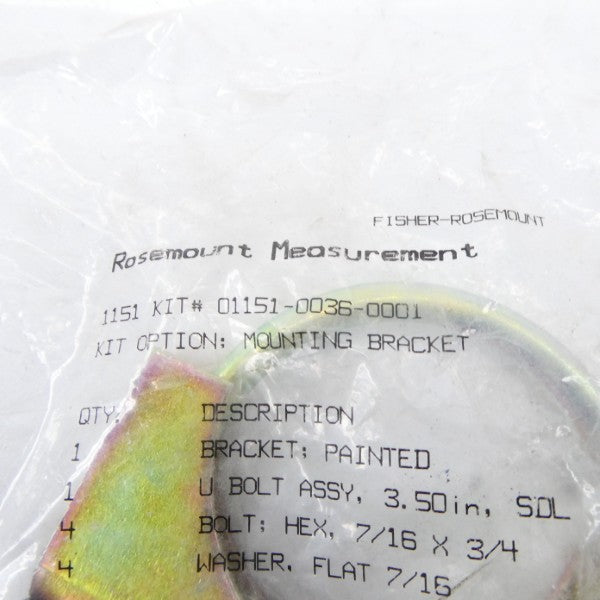 FISHER-ROSEMOUNT
Rosemount Measurement
1151 KIT# 01151-0036-0001
KIT OPTION: MOUNTING BRACKET
QTY. DESCRIPTION
1 BRACKET; PAINTED
1 U BOLT ASSY, 3.50in, SDL
4 BOLT; HEX, 7/16 X 3/4
4 WASHER, FLAT 7/16